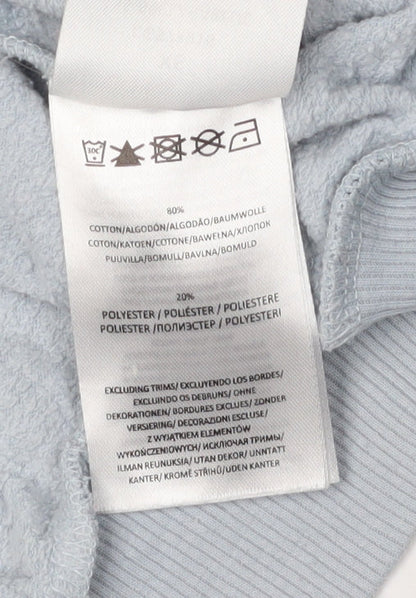 30C
80%
COTTON/ALGODÓN/ALGODÃO/BAUMWOLLE
COTON/KATOEN/COTONE/BAWEŁNA/ХЛОПОК
PUUVILLA/BOMULL/BAVLNA/BOMULD
20%
POLYESTER / POLIÉSTER / POLIESTERE
POLIESTER /ПОЛИЭСТЕР / POLYESTERI
EXCLUDING TRIMS/ EXCLUYENDO LOS BORDES/
EXCLUINDO OS DEBRUNS/ OHNE
DEKORATIONEN/ BORDURES EXCLUES/ ZONDER
VERSIERING/ DECORAZIONI ESCLUSE/
Z WYJĄTKIEM ELEMENTÓW
WYKOŃCZENIOWYCH/ ИСКЛЮЧАЯ ТРИМЫ/
ILMAN REUNUKSIA/ UTAN DEKOR/ UNNTATT
KANTER/ KROMĚ STŘIHŮ/UDEN KANTER